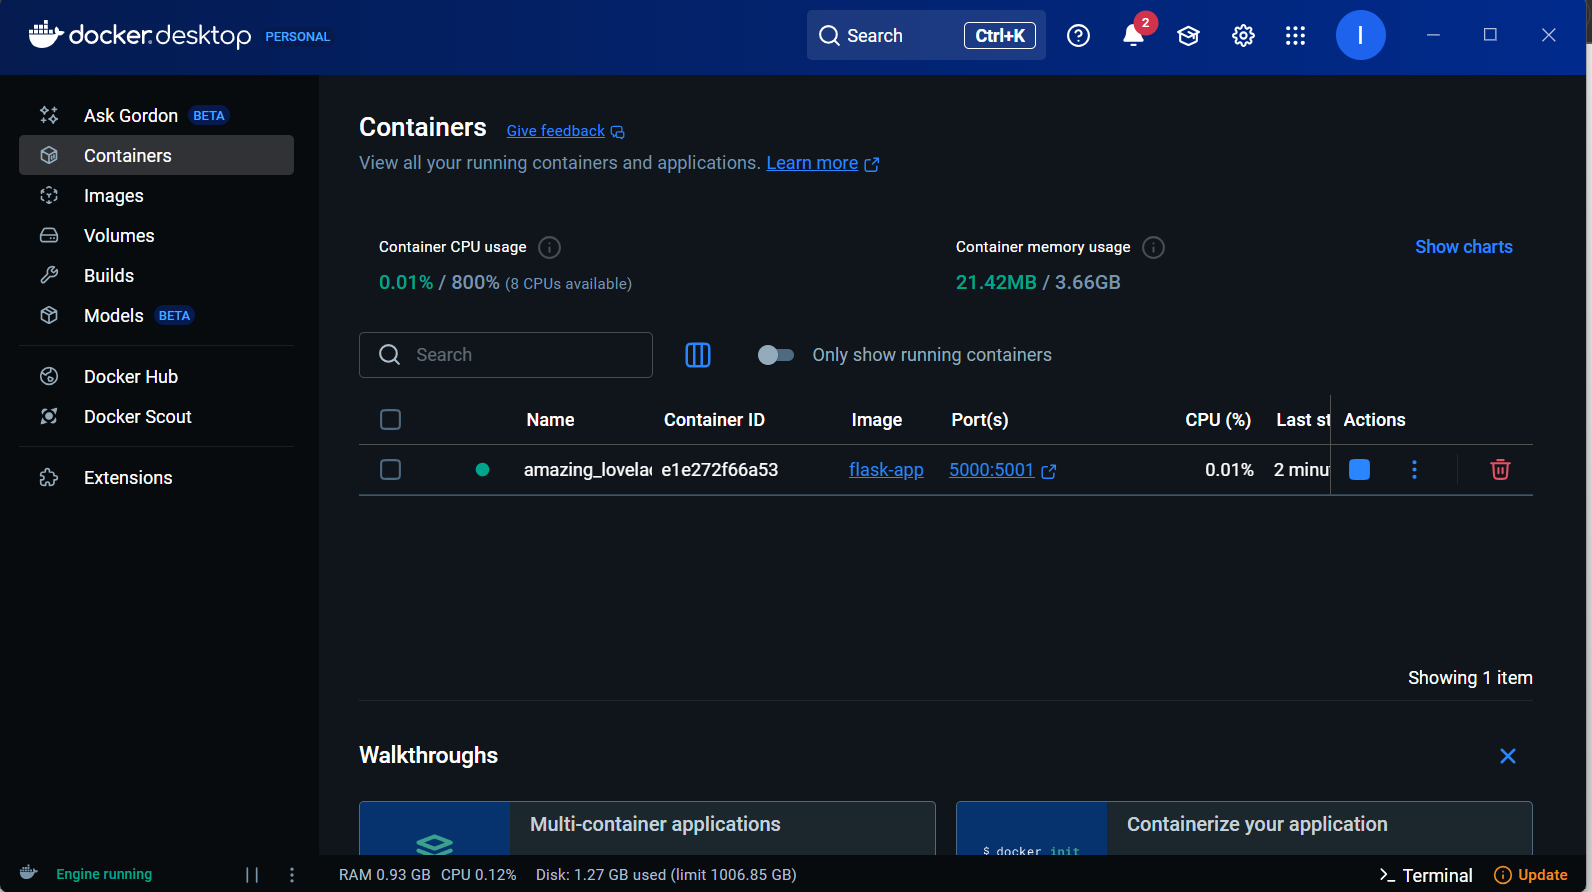 docker.desktop PERSONAL
Search Ctrl+K
2
I
Ask Gordon BETA
Containers
Images
Volumes
Builds
Models BETA
Docker Hub
Docker Scout
Extensions
Containers Give feedback
View all your running containers and applications. Learn more
Container CPU usage
0.01% / 800% (8 CPUs available)
Container memory usage
21.42MB / 3.66GB
Show charts
Search
Only show running containers
Name Container ID Image Port(s) CPU (%) Last st Actions
amazing_lovelac e1e272f66a53 flask-app 5000:5001 0.01% 2 minu
Showing 1 item
Walkthroughs
Multi-container applications
$ docker init
Containerize your application
Engine running
RAM 0.93 GB CPU 0.12% Disk: 1.27 GB used (limit 1006.85 GB)
>_ Terminal
Update